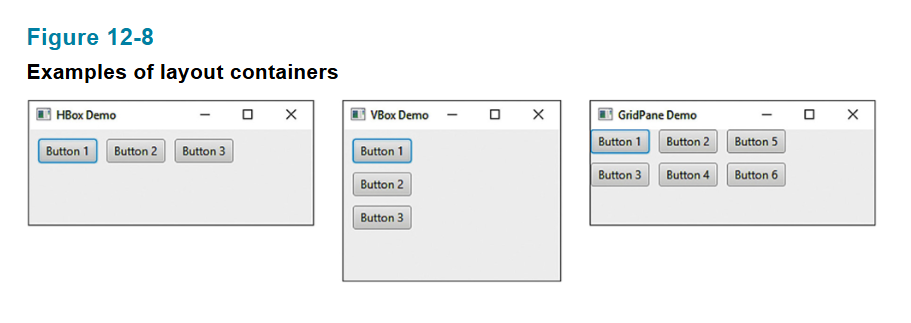 Figure 12-8
Examples of layout containers
HBox Demo
Button 1 Button 2 Button 3
VBox Demo
Button 1
Button 2
Button 3
GridPane Demo
Button 1 Button 2 Button 5
Button 3 Button 4 Button 6